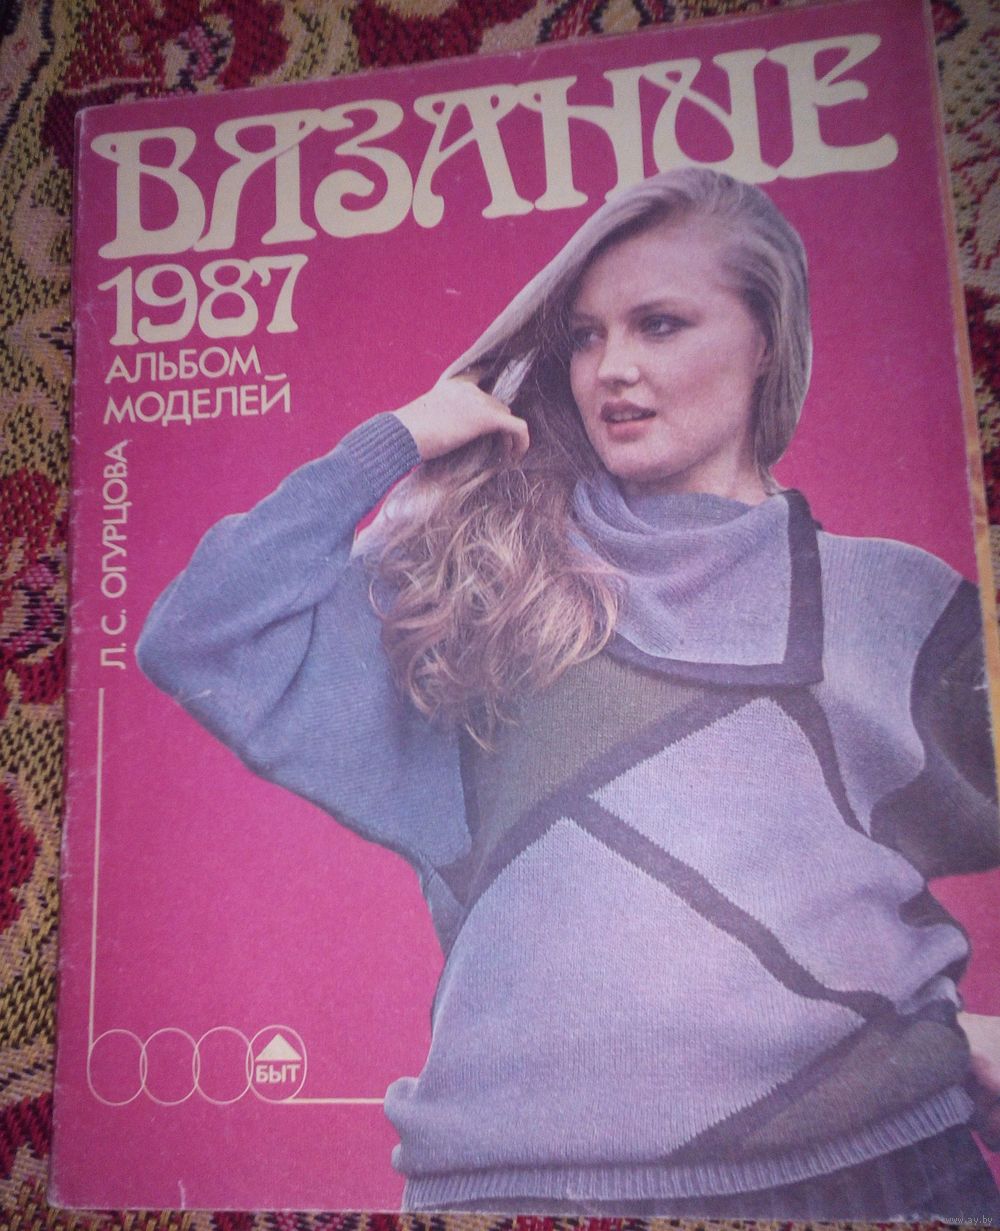 ВЯЗАНИЕ
1987
АЛЬБОМ
МОДЕЛЕЙ
Л. С. ОГУРЦОВА
БЫТ
www.ay.by